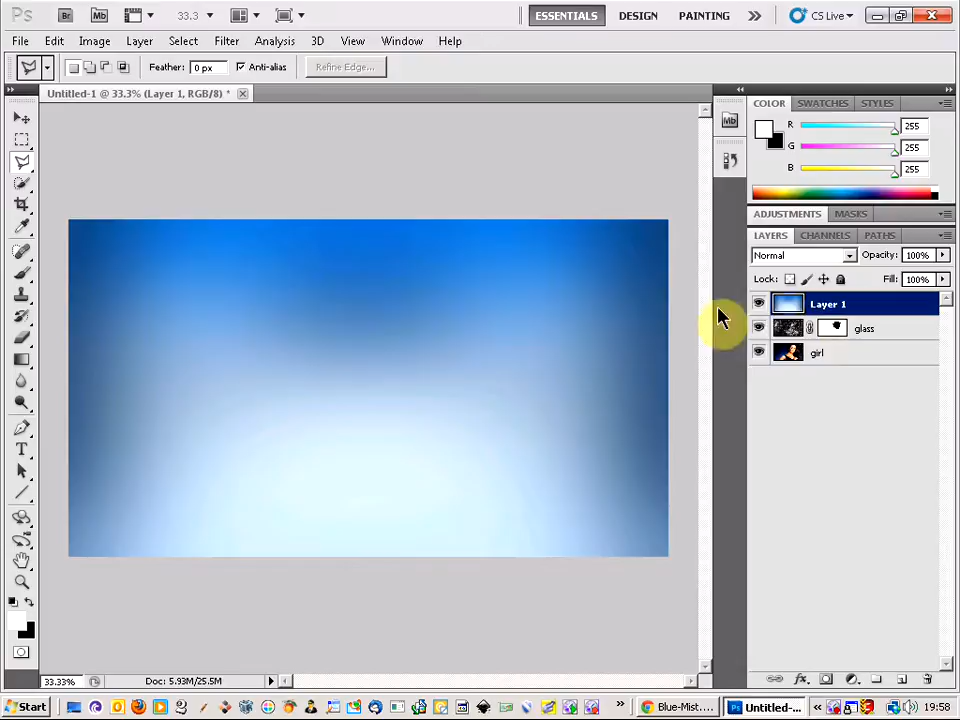 Ps Br Mb 33.3 ESSENTIALS DESIGN PAINTING CS Live
File Edit Image Layer Select Filter Analysis 3D View Window Help
Feather: 0 px Anti-alias Refine Edge...
Untitled-1 @ 33.3% (Layer 1, RGB/8) *
COLOR SWATCHES STYLES
Mb
R 255
G 255
B 255
ADJUSTMENTS MASKS
LAYERS CHANNELS PATHS
Normal Opacity: 100%
Lock: Fill: 100%
Layer 1
glass
girl
T
33.33% Doc: 5.93M/25.5M
Start Blue-Mist.... Ps Untitled-... 19:58